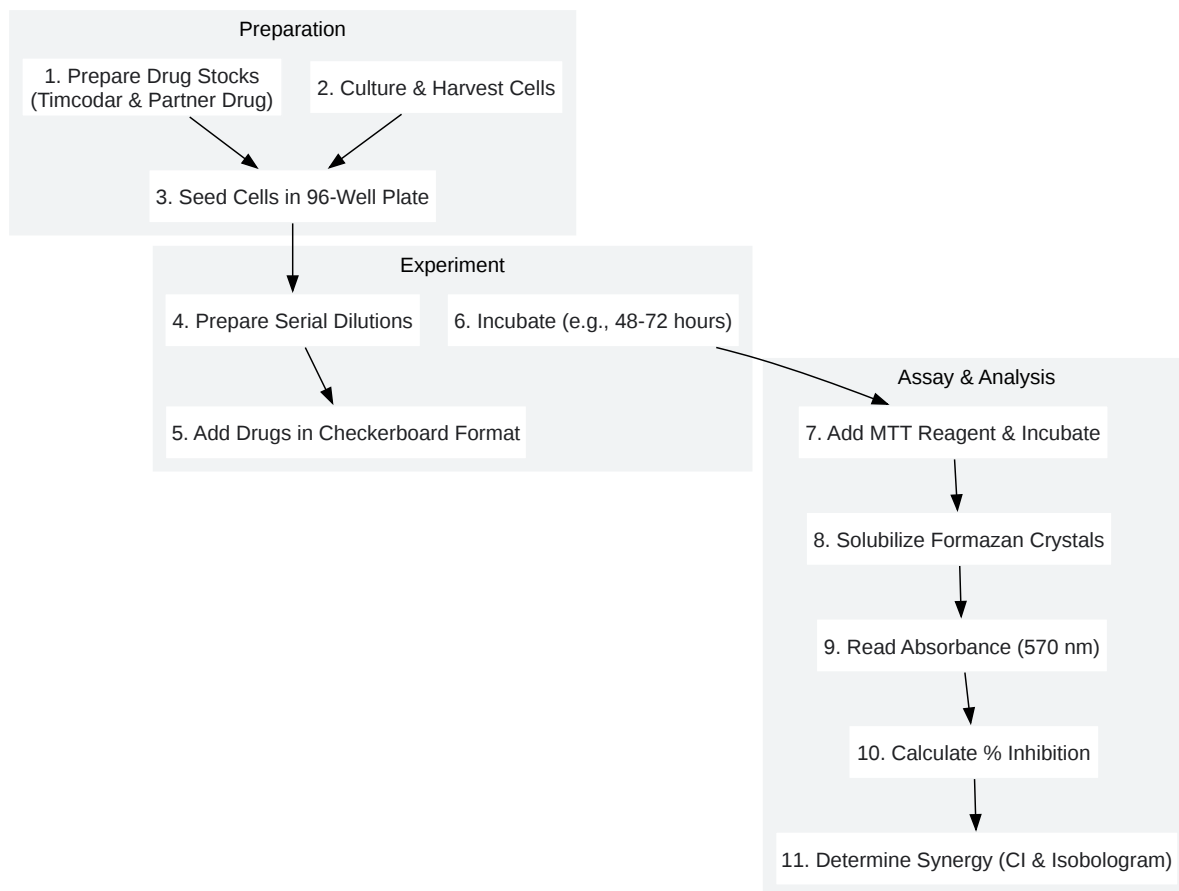 Preparation
1. Prepare Drug Stocks
(Timcodar & Partner Drug)
2. Culture & Harvest Cells
3. Seed Cells in 96-Well Plate
Experiment
4. Prepare Serial Dilutions
6. Incubate (e.g., 48-72 hours)
5. Add Drugs in Checkerboard Format
Assay & Analysis
7. Add MTT Reagent & Incubate
8. Solubilize Formazan Crystals
9. Read Absorbance (570 nm)
10. Calculate % Inhibition
11. Determine Synergy (CI & Isobologram)